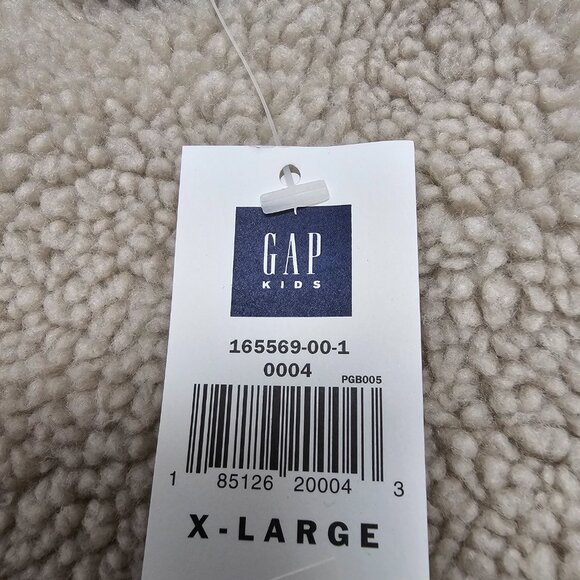 GAP
KIDS
165569-00-1
0004
PGB005
1 85126 20004 3
X-LARGE